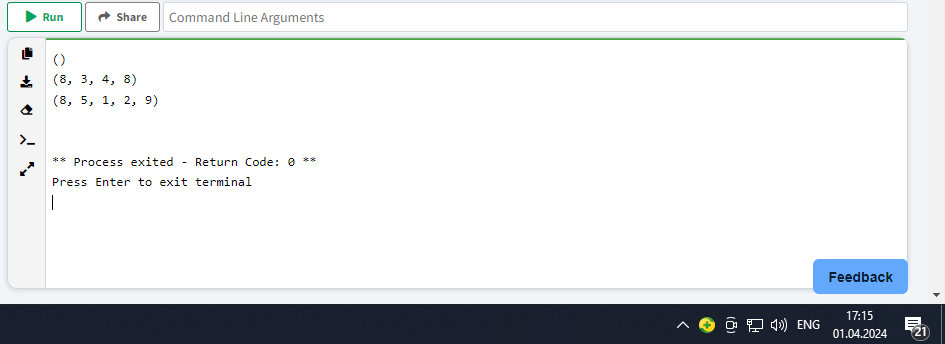 Run Share Command Line Arguments
()
(8, 3, 4, 8)
(8, 5, 1, 2, 9)
** Process exited - Return Code: 0 **
Press Enter to exit terminal
Feedback
17:15
ENG
01.04.2024
21